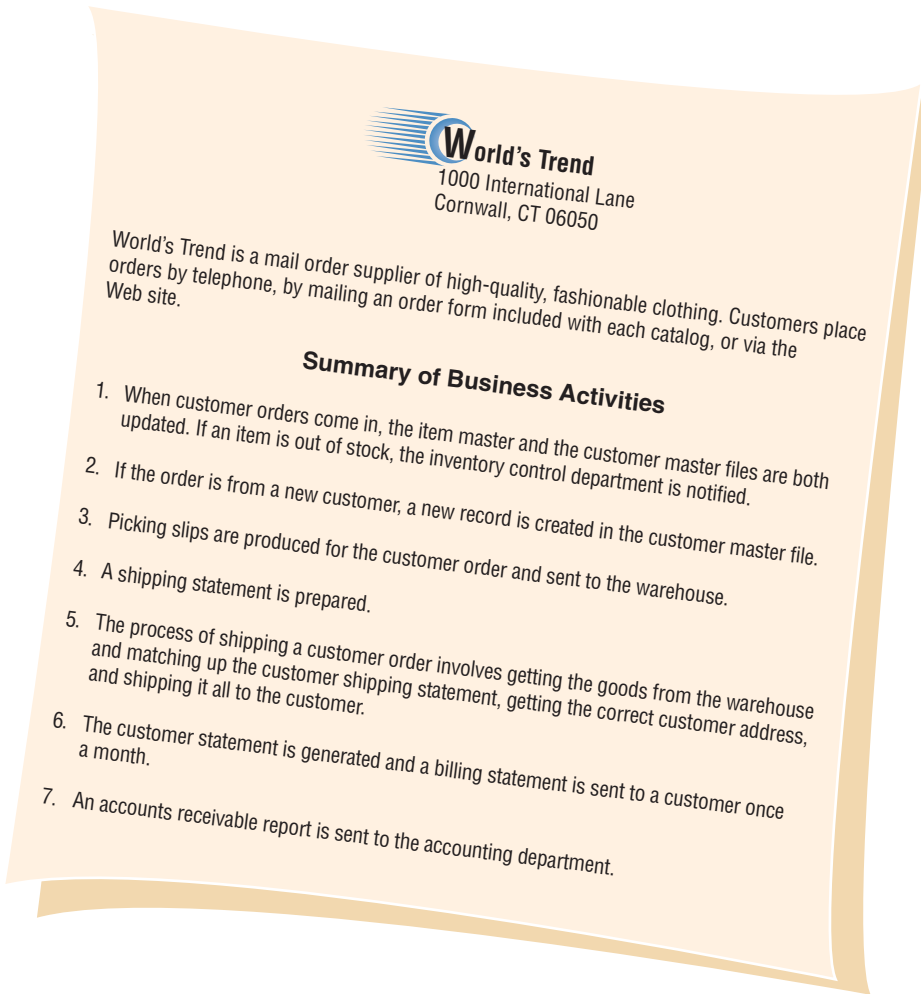 World's Trend
1000 International Lane
Cornwall, CT 06050
World's Trend is a mail order supplier of high-quality, fashionable clothing. Customers place
orders by telephone, by mailing an order form included with each catalog, or via the
Web site.
Summary of Business Activities
1. When customer orders come in, the item master and the customer master files are both
updated. If an item is out of stock, the inventory control department is notified.
2. If the order is from a new customer, a new record is created in the customer master file.
3. Picking slips are produced for the customer order and sent to the warehouse.
4. A shipping statement is prepared.
5. The process of shipping a customer order involves getting the goods from the warehouse
and matching up the customer shipping statement, getting the correct customer address,
and shipping it all to the customer.
6. The customer statement is generated and a billing statement is sent to a customer once
a month.
7. An accounts receivable report is sent to the accounting department.